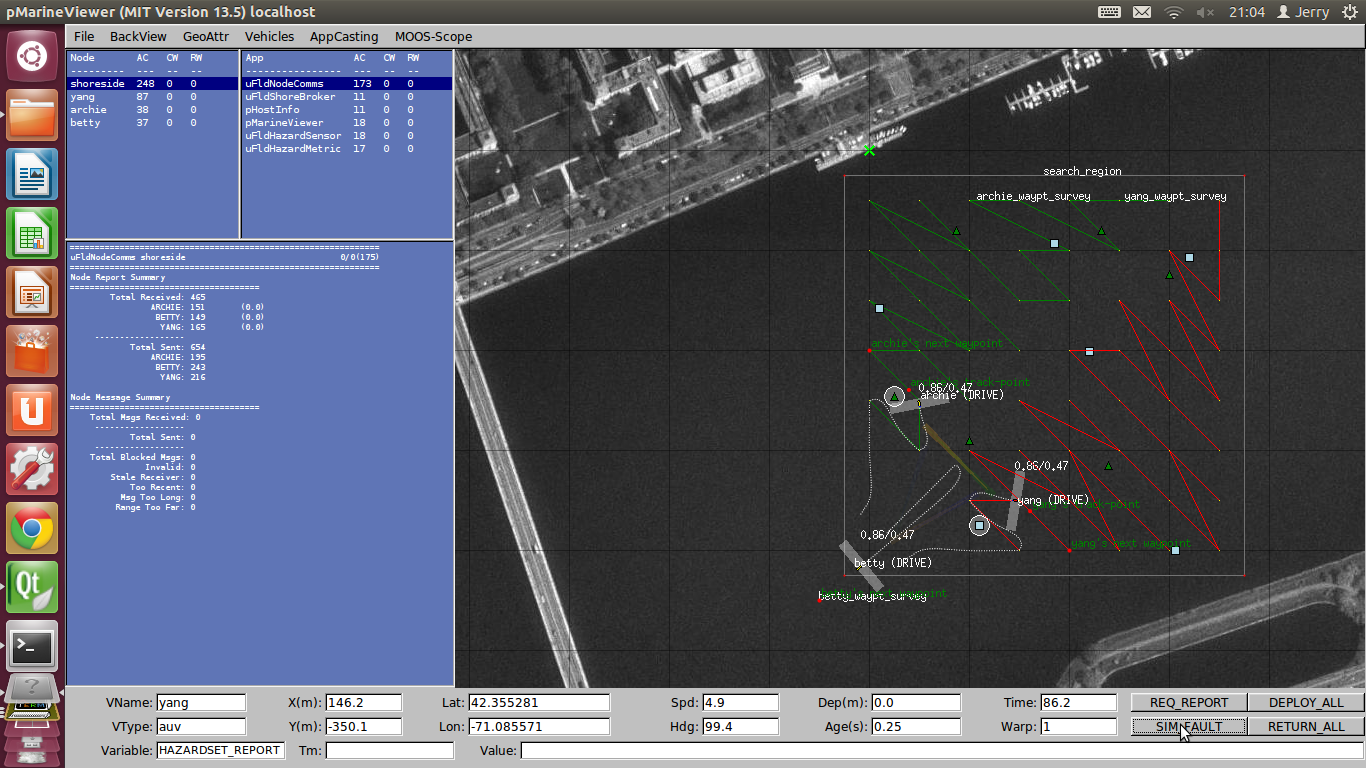 pMarineViewer (MIT Version 13.5) localhost
21:04 Jerry
File BackView GeoAttr Vehicles AppCasting MOOS-Scope
Node AC CW RW
--------- --- -- --
shoreside 248 0 0
yang 87 0 0
archie 38 0 0
betty 37 0 0
App AC CW RW
---------------- --- -- --
uFldNodeComms 173 0 0
uFldShoreBroker 11 0 0
pHostInfo 11 0 0
pMarineViewer 18 0 0
uFldHazardSensor 18 0 0
uFldHazardMetric 17 0 0
uFldNodeComms shoreside 0/0(175)
Node Report Summary
Total Received: 465
ARCHIE: 151 (0.0)
BETTY: 149 (0.0)
YANG: 165 (0.0)
Total Sent: 654
ARCHIE: 195
BETTY: 243
YANG: 216
Node Message Summary
Total Msgs Received: 0
Total Sent: 0
Total Blocked Msgs: 0
Invalid: 0
Stale Receiver: 0
Too Recent: 0
Msg Too Long: 0
Range Too Far: 0
search_region
archie_waypt_survey yang_waypt_survey
archie's next waypoint
track-point
0.86/0.47
archie (DRIVE)
0.86/0.47
yang (DRIVE)
track-point
0.86/0.47
yang's next waypoint
betty (DRIVE)
betty_waypt_survey
Qt
VName: yang X(m): 146.2 Lat: 42.355281 Spd: 4.9 Dep(m): 0.0 Time: 86.2 REQ_REPORT DEPLOY_ALL
VType: auv Y(m): -350.1 Lon: -71.085571 Hdg: 99.4 Age(s): 0.25 Warp: 1 SIM_FAULT RETURN_ALL
Variable: HAZARDSET_REPORT Tm: Value: